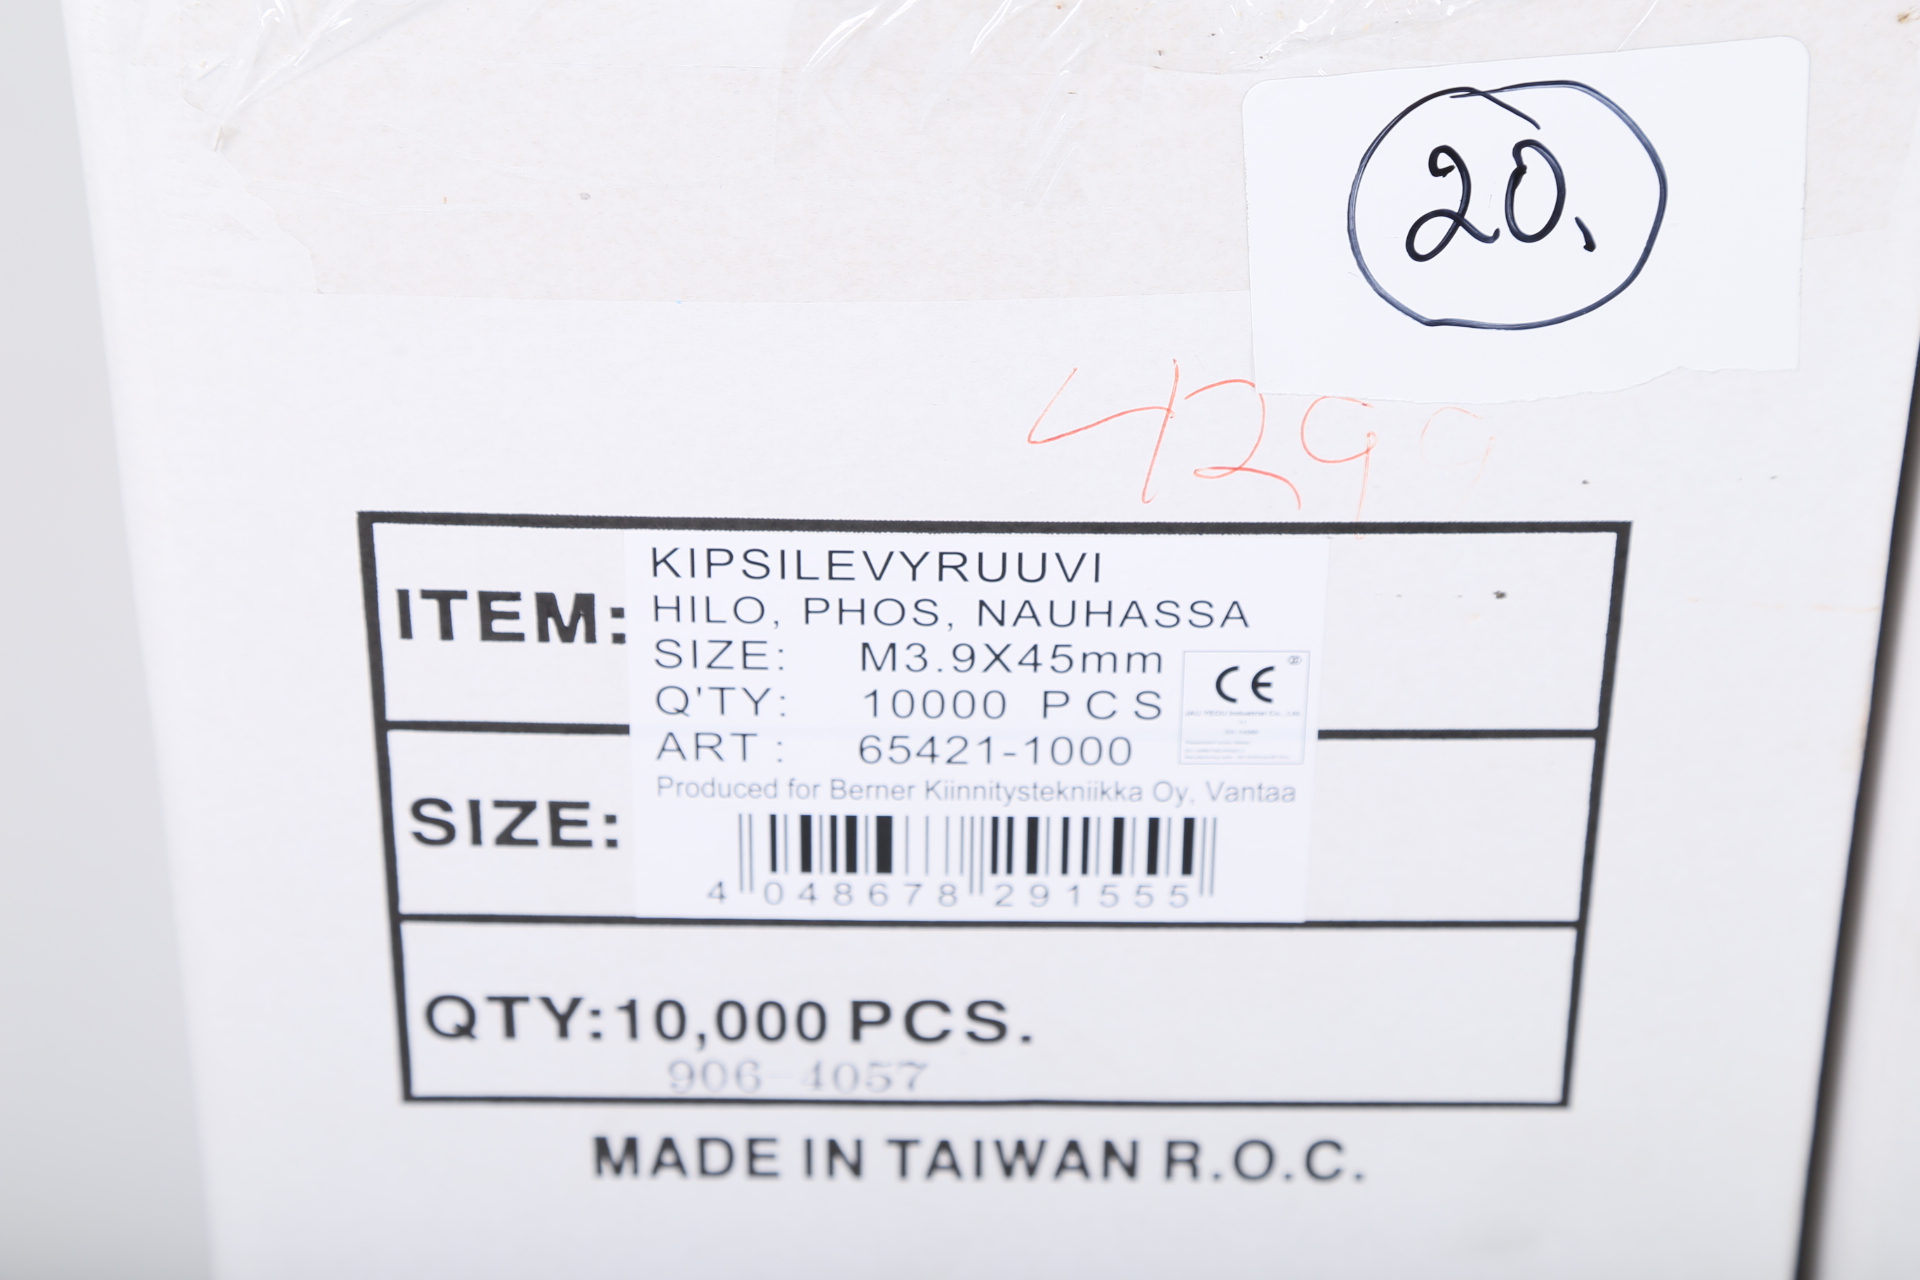 20.
429
ITEM:
KIPSILEVYRUUVI
HILO, PHOS, NAUHASSA
SIZE: M3.9X45mm
Q'TY: 10000 PCS
ART: 65421-1000
CE
Produced for Berner Kiinnitystekniikka Oy, Vantaa
4 048678 291555
SIZE:
QTY:10,000 PCS.
906-4057
MADE IN TAIWAN R.O.C.